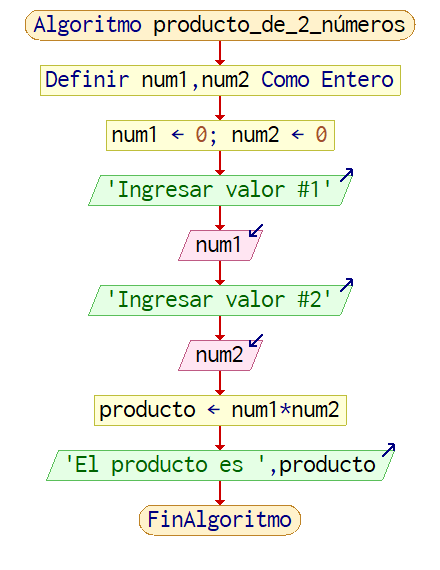 Algoritmo producto_de_2_números
Definir num1,num2 Como Entero
num1 ← 0; num2 ← 0
'Ingresar valor #1'
num1
'Ingresar valor #2'
num2
producto ← num1*num2
'El producto es ',producto
FinAlgoritmo